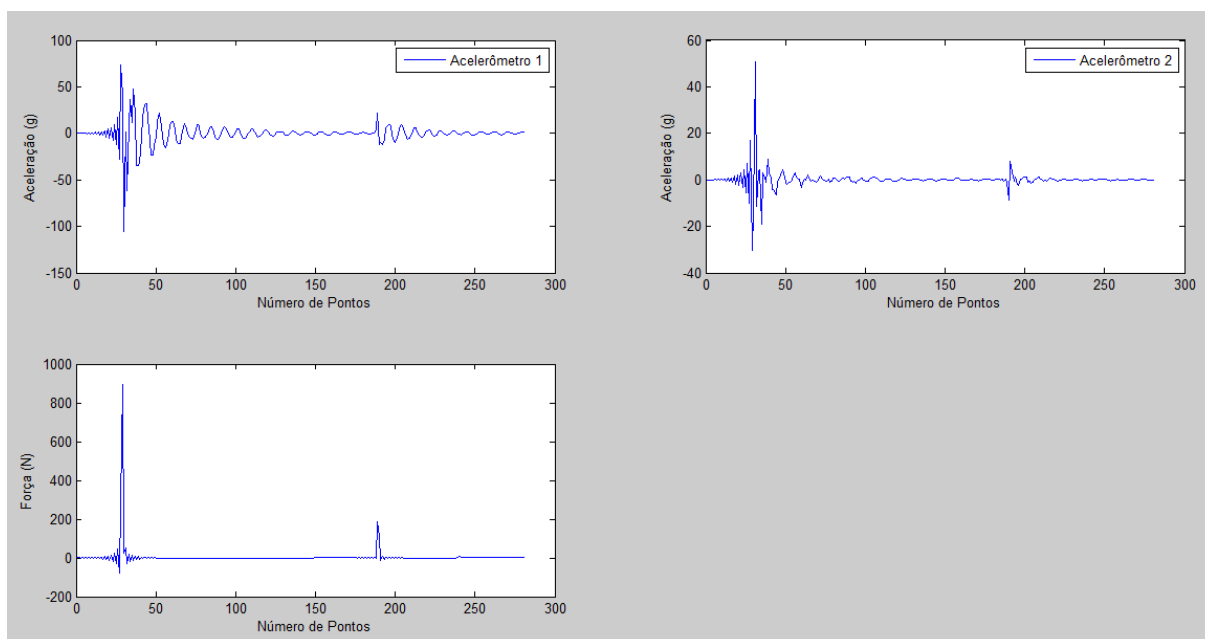 100
50
0
-50
-100
-150
0 50 100 150 200 250 300
Aceleração (g)
Número de Pontos
Acelerômetro 1
60
40
20
0
-20
-40
0 50 100 150 200 250 300
Aceleração (g)
Número de Pontos
Acelerômetro 2
1000
800
600
400
200
0
-200
0 50 100 150 200 250 300
Força (N)
Número de Pontos